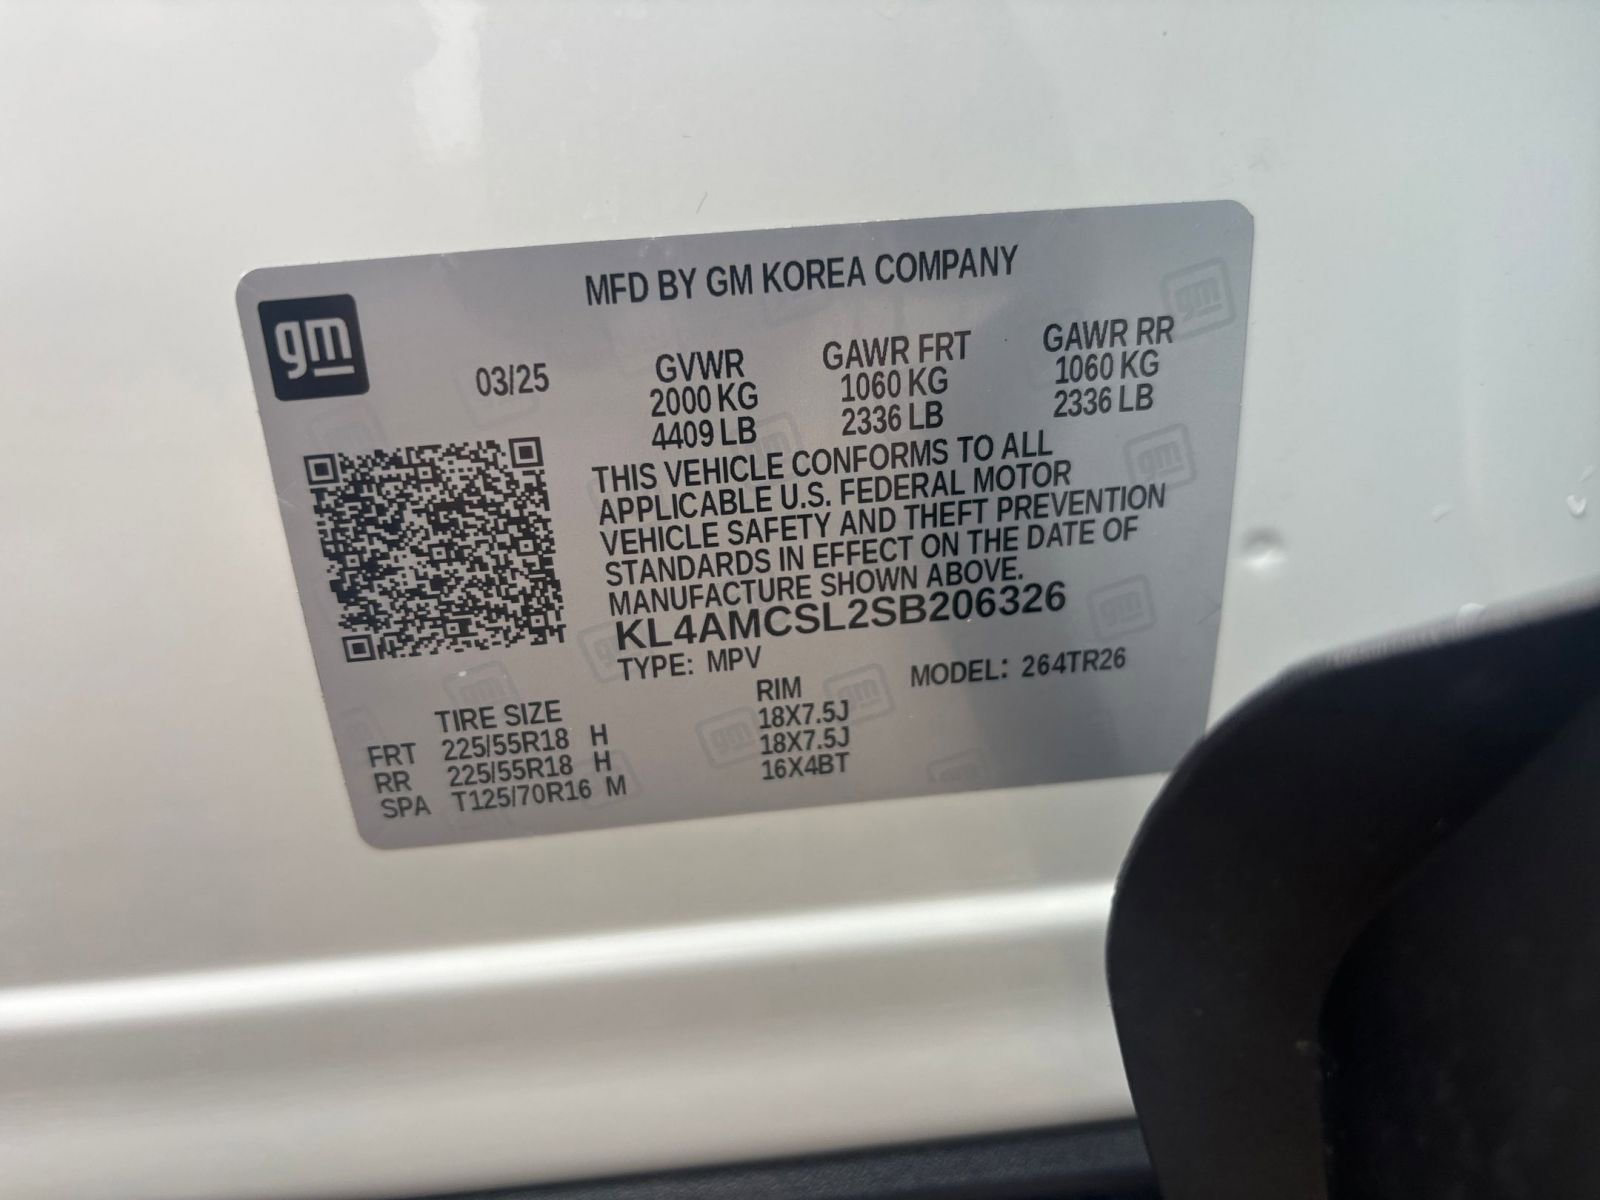 MFD BY GM KOREA COMPANY
gm
03/25
GVWR
2000 KG
4409 LB
GAWR FRT
1060 KG
2336 LB
GAWR RR
1060 KG
2336 LB
THIS VEHICLE CONFORMS TO ALL
APPLICABLE U.S. FEDERAL MOTOR
VEHICLE SAFETY AND THEFT PREVENTION
STANDARDS IN EFFECT ON THE DATE OF
MANUFACTURE SHOWN ABOVE.
KL4AMCSL2SB206326
TYPE: MPV MODEL: 264TR26
TIRE SIZE RIM
FRT 225/55R18 H 18X7.5J
RR 225/55R18 H 18X7.5J
SPA T125/70R16 M 16X4BT